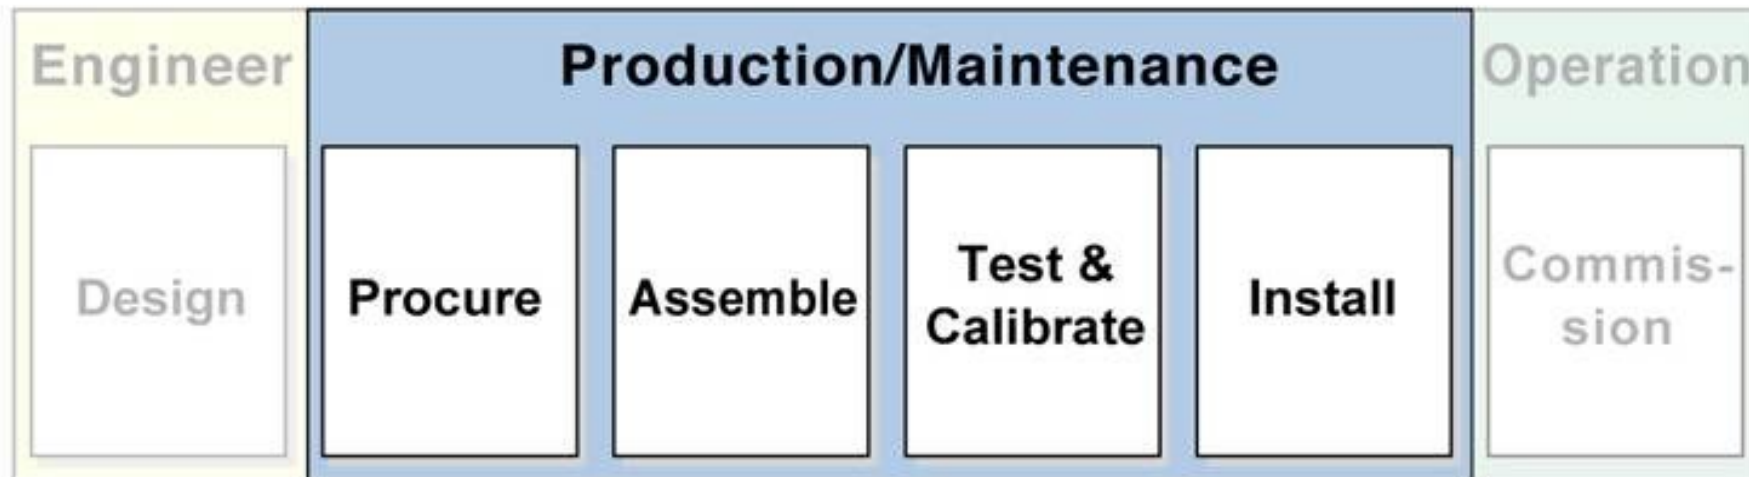 Engineer
Production/Maintenance
Operation
Design
Procure
Assemble
Test &
Calibrate
Install
Commis-
sion